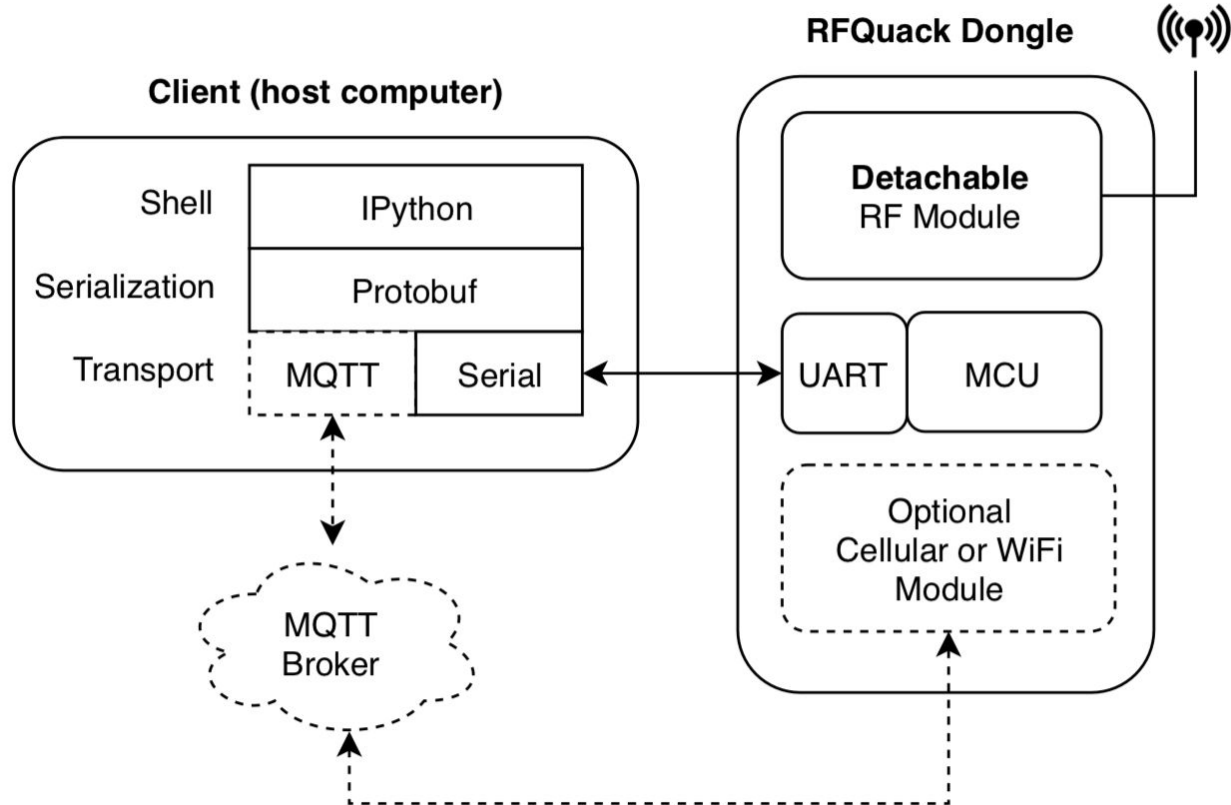 RFQuack Dongle
Client (host computer)
Shell
IPython
Serialization
Protobuf
Transport
MQTT
Serial
Detachable
RF Module
UART
MCU
Optional
Cellular or WiFi
Module
MQTT
Broker